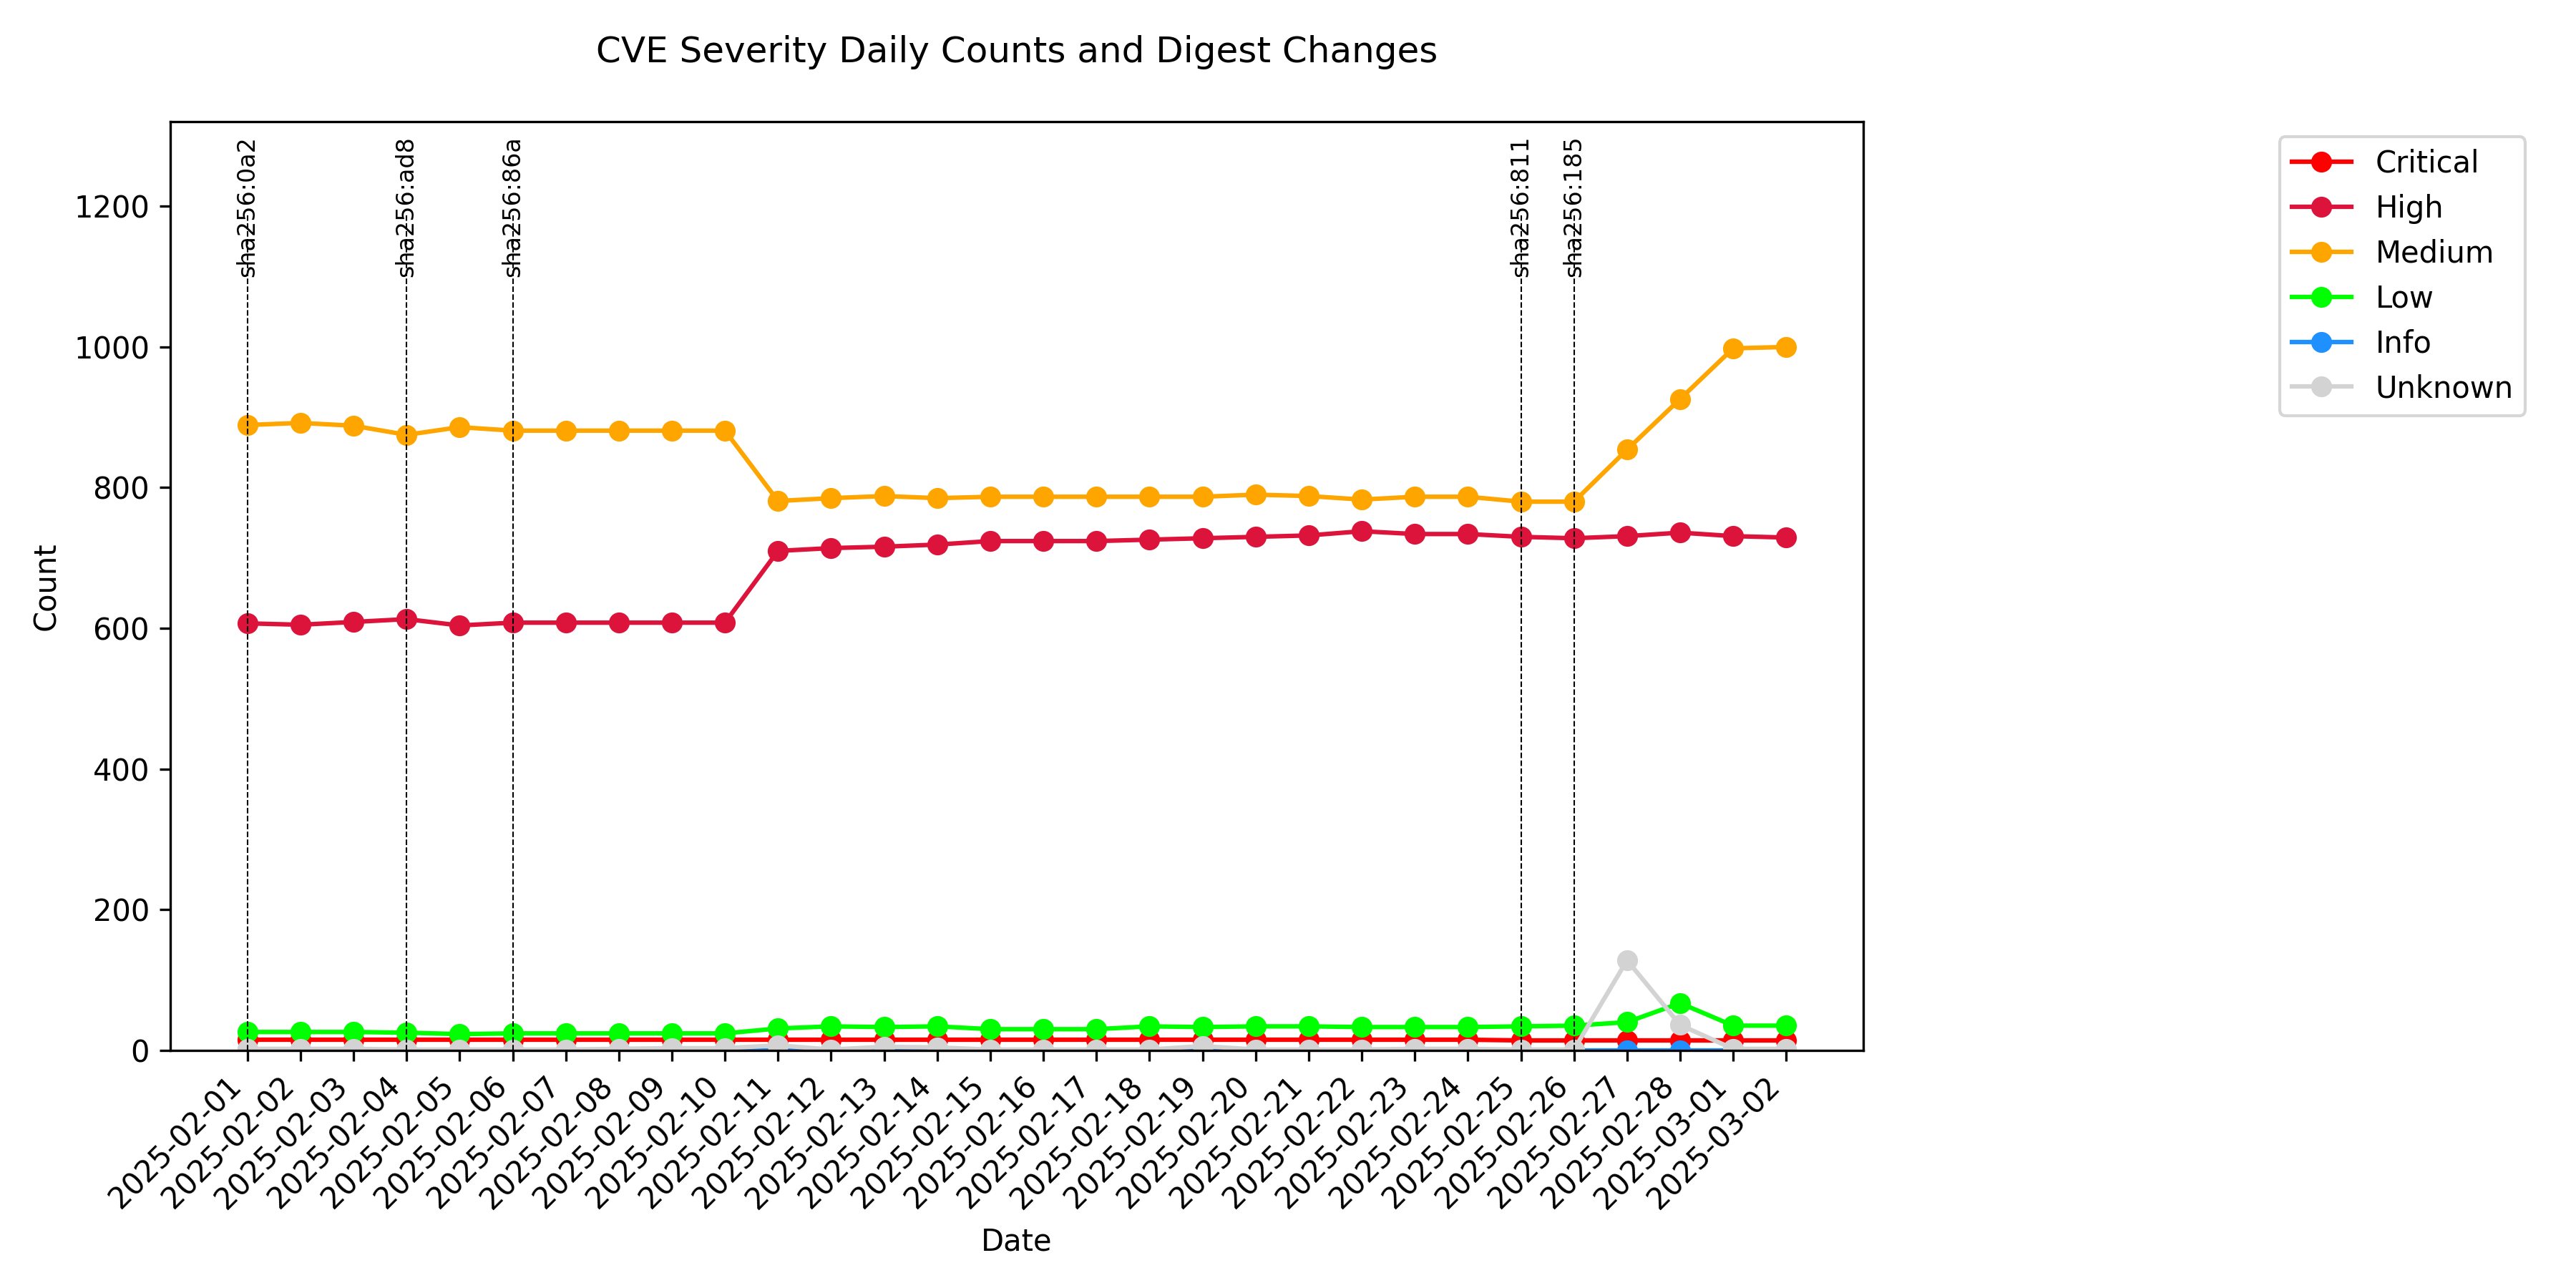 CVE Severity Daily Counts and Digest Changes
sha256:0a2
sha256:ad8
sha256:86a
sha256:811
sha256:185
Critical
High
Medium
Low
Info
Unknown
Count
1200
1000
800
600
400
200
0
2025-02-01
2025-02-02
2025-02-03
2025-02-04
2025-02-05
2025-02-06
2025-02-07
2025-02-08
2025-02-09
2025-02-10
2025-02-11
2025-02-12
2025-02-13
2025-02-14
2025-02-15
2025-02-16
2025-02-17
2025-02-18
2025-02-19
2025-02-20
2025-02-21
2025-02-22
2025-02-23
2025-02-24
2025-02-25
2025-02-26
2025-02-27
2025-02-28
2025-03-01
2025-03-02
Date